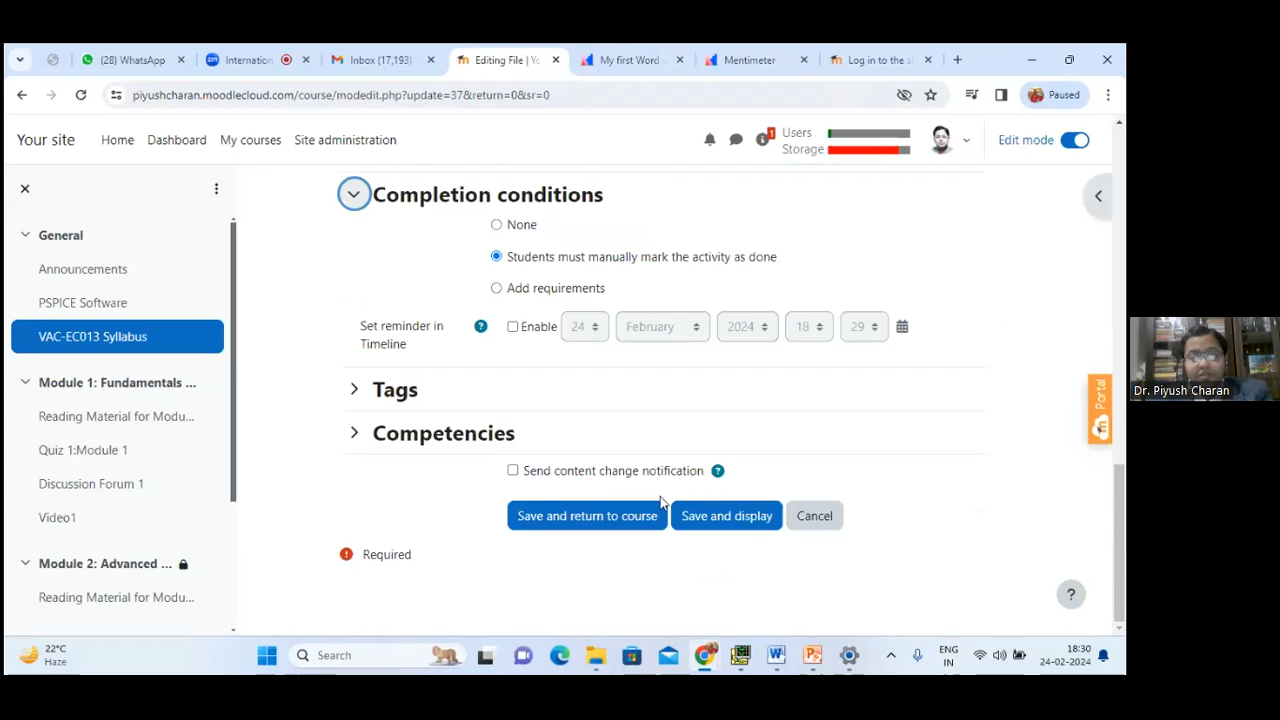 (28) WhatsApp
Internation
Inbox (17,193)
Editing File | Yo
My first Word
Mentimeter
Log in to the s
piyushcharan.moodlecloud.com/course/modedit.php?update=37&return=0&sr=0
Paused
Your site
Home
Dashboard
My courses
Site administration
1
Users
Storage
Edit mode
General
Announcements
PSPICE Software
VAC-EC013 Syllabus
Module 1: Fundamentals ...
Reading Material for Modu...
Quiz 1:Module 1
Discussion Forum 1
Video1
Module 2: Advanced ...
Reading Material for Modu...
Completion conditions
None
Students must manually mark the activity as done
Add requirements
Set reminder in
Timeline
?
Enable
24
February
2024
18
29
Tags
Competencies
Send content change notification
?
Save and return to course
Save and display
Cancel
! Required
?
Portal
Dr. Piyush Charan
22°C
Haze
Search
ENG
IN
18:30
24-02-2024